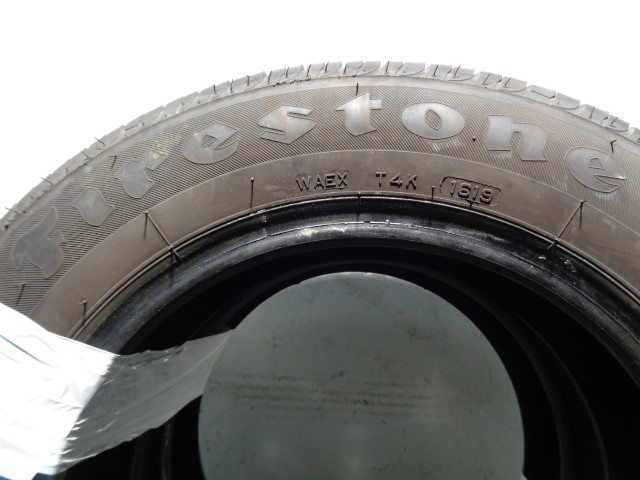 Firestone
WAEX T4K 1619